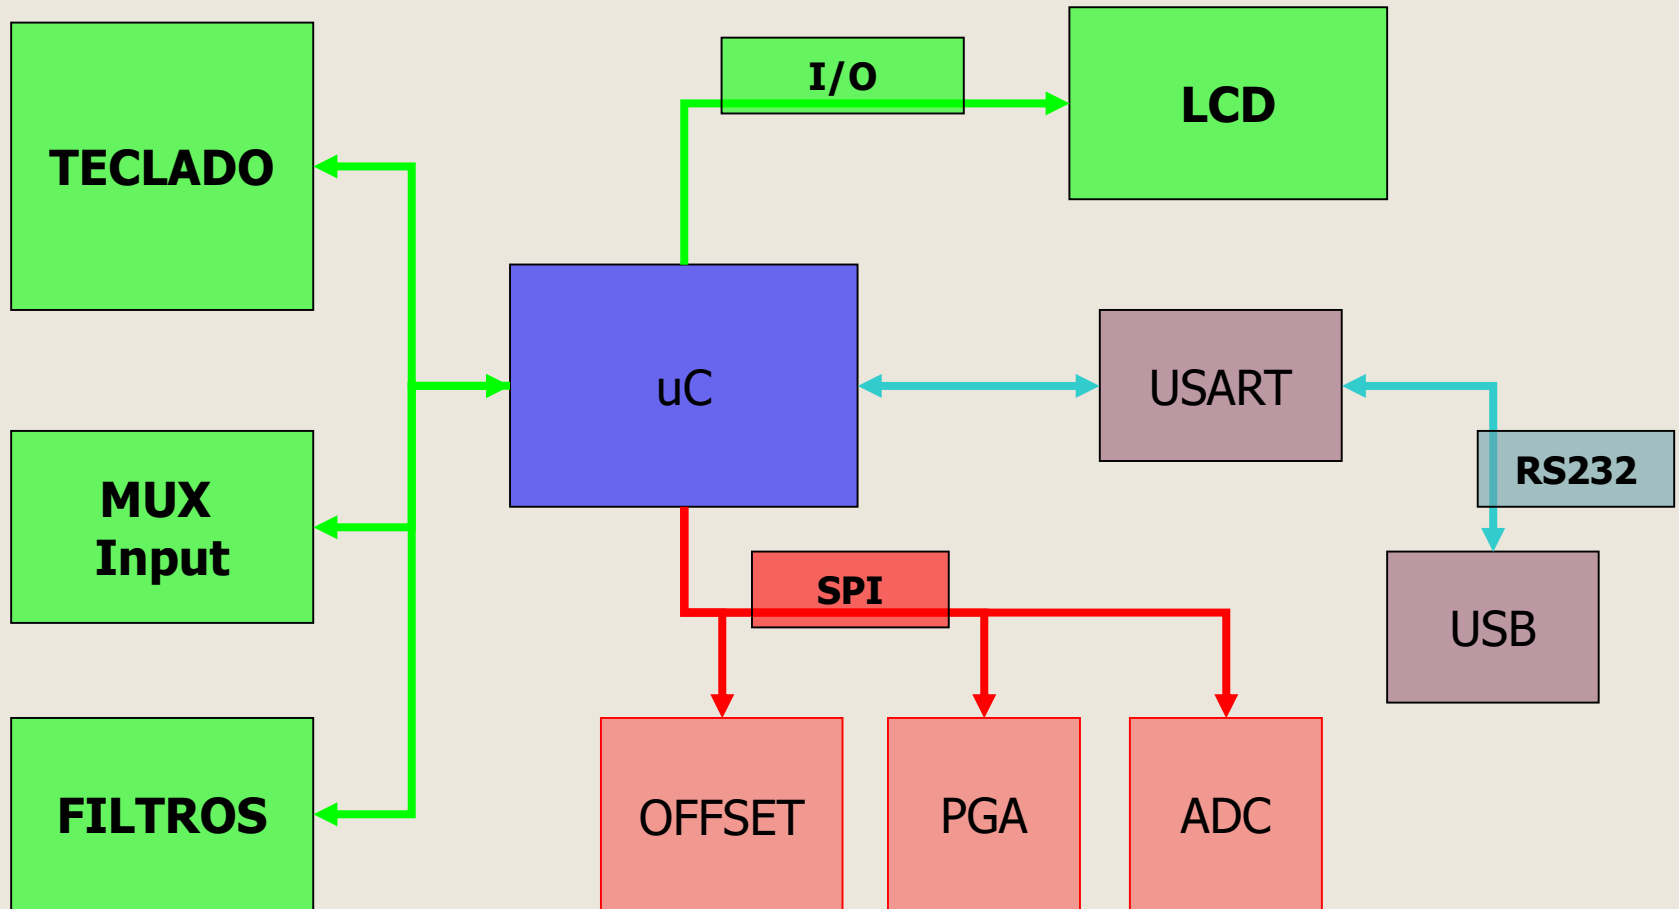 I/O
LCD
TECLADO
uC
USART
RS232
MUX
Input
SPI
USB
FILTROS
OFFSET
PGA
ADC